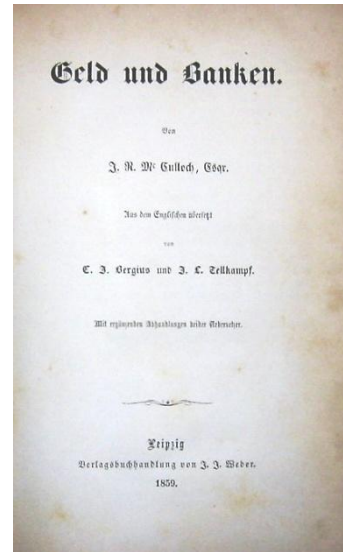 Geld und Banken.
Von
J. R. Mc Culloch, Esqr.
Aus dem Englischen übersetzt
von
C. J. Bergius und J. L. Tellkampf.
Mit ergänzenden Abhandlungen beider Uebersetzer.
Leipzig
Verlagsbuchhandlung von J. J. Weber.
1859.